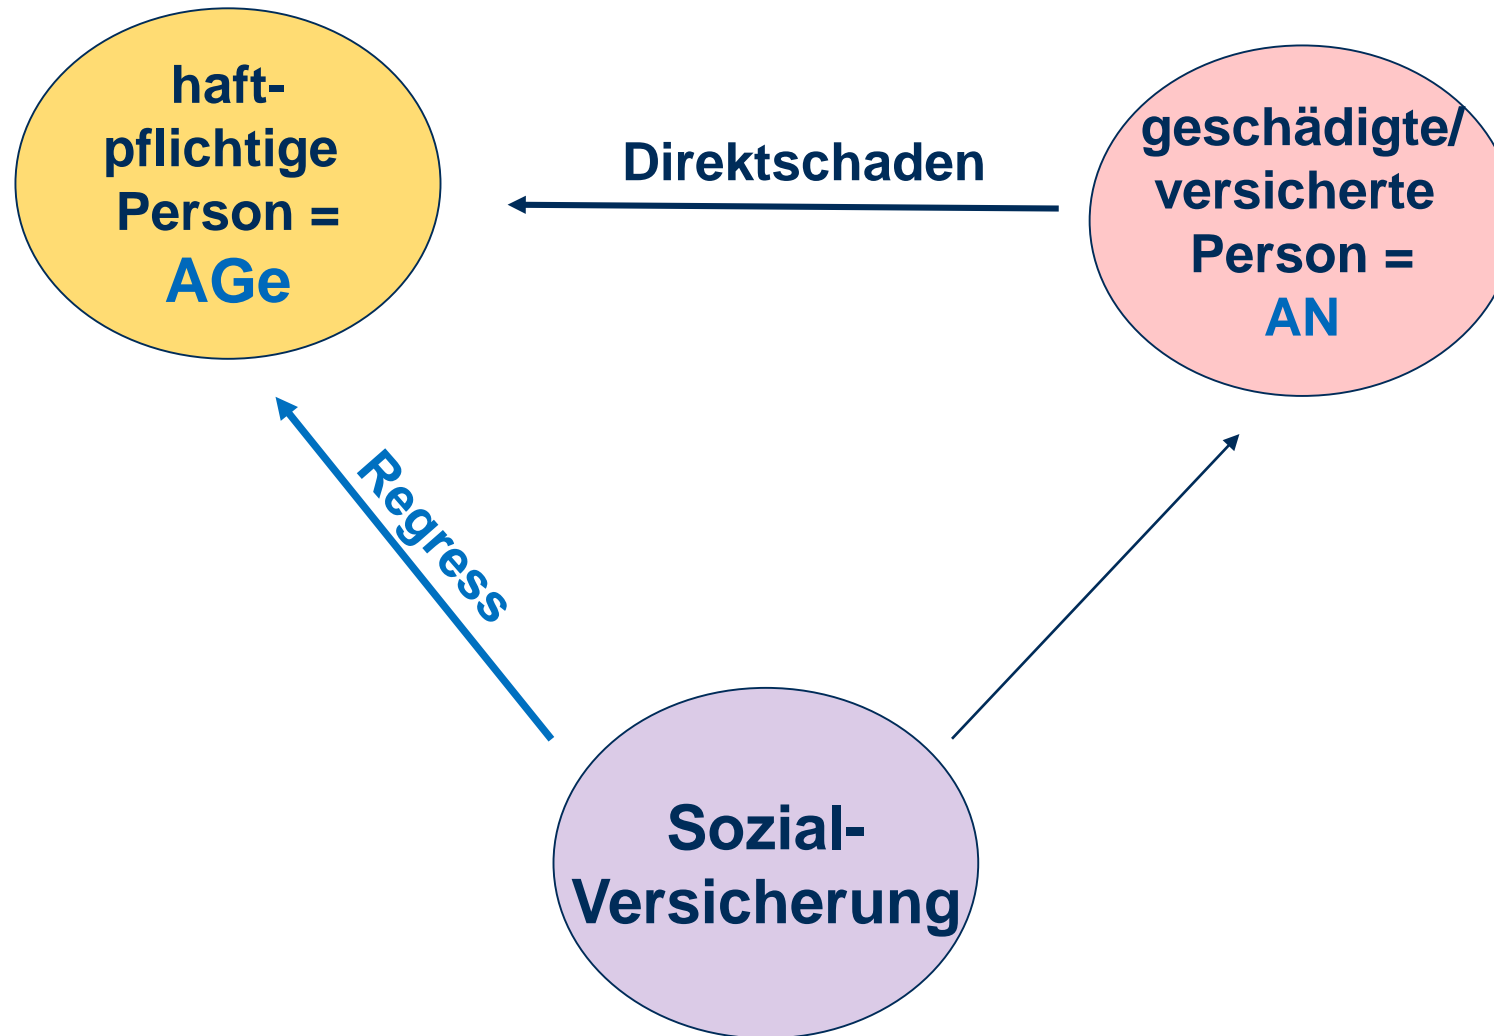 haft-
pflichtige
Person =
AGe
Direktschaden
geschädigte/
versicherte
Person =
AN
Regress
Sozial-
Versicherung